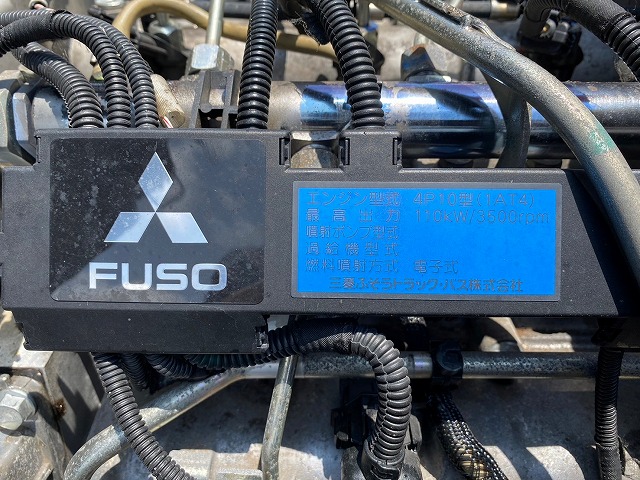 FUSO
エンジン型式 4P10型(1AT4)
最高出力 110kW/3500rpm
噴射ポンプ型式
過給機型式
燃料噴射方式 電子式
三菱ふそうトラック・バス株式会社